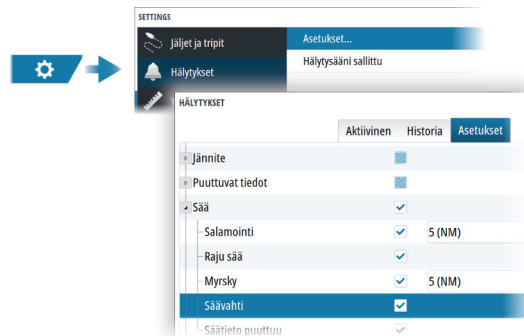 SETTINGS
Jäljet ja tripit
Asetukset...
Hälytykset
Hälytysääni sallittu
HÄLYTYKSET
Aktiivinen Historia Asetukset
Jännite
Puuttuvat tiedot
Sää
Salamointi 5 (NM)
Raju sää
Myrsky 5 (NM)
Säävahti
Säätieto puuttuu